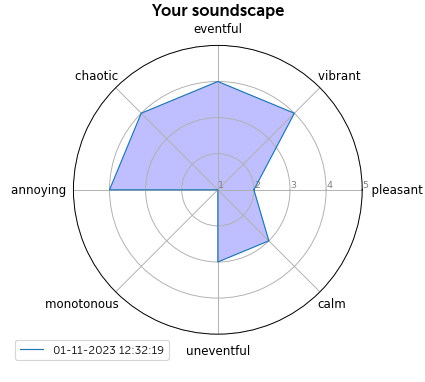 Your soundscape
eventful
chaotic
vibrant
annoying
1 2 3 4 5
pleasant
monotonous
calm
uneventful
01-11-2023 12:32:19